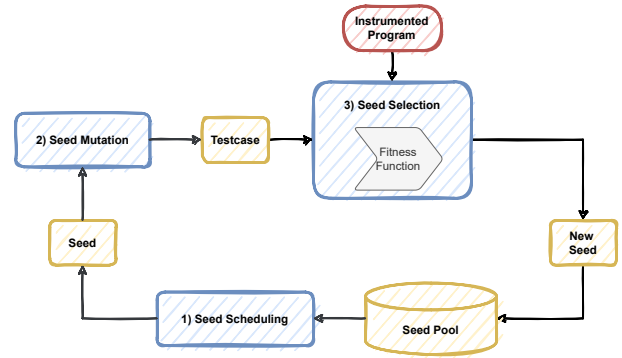 Instrumented
Program
3) Seed Selection
2) Seed Mutation
Testcase
Fitness
Function
Seed
New
Seed
1) Seed Scheduling
Seed Pool